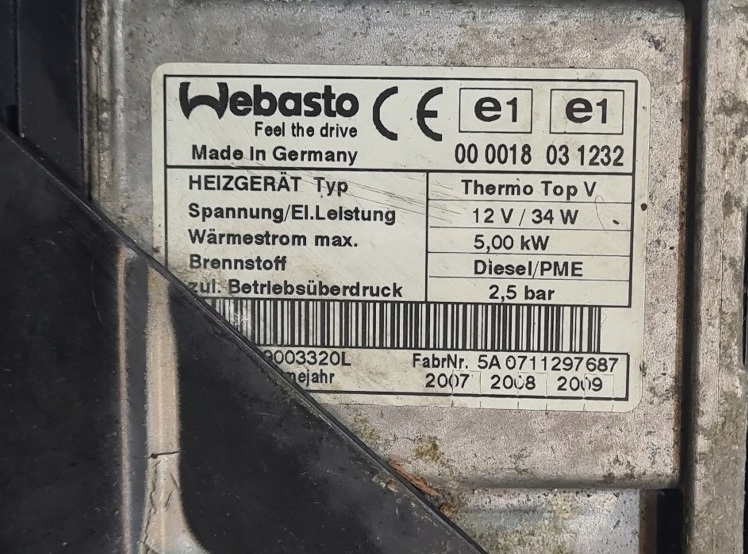 Webasto
Feel the drive
CE e1 e1
Made In Germany 00 0018 03 1232
HEIZGERÄT Typ Thermo Top V
Spannung/El.Leistung 12 V / 34 W
Wärmestrom max. 5,00 kW
Brennstoff Diesel/PME
zul. Betriebsüberdruck 2,5 bar
9003320L FabrNr. 5A 0711297687
2007 2008 2009